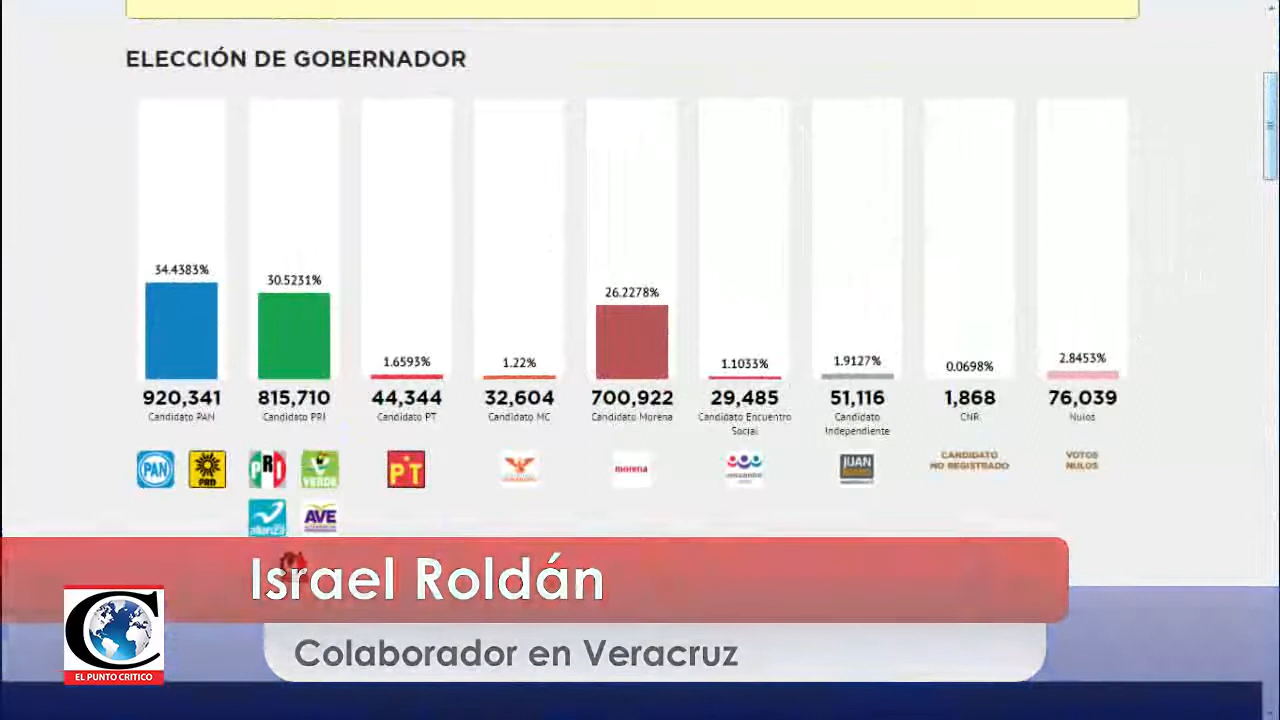 ELECCIÓN DE GOBERNADOR
34.4383%
30.5231%
1.6593%
1.22%
26.2278%
1.1033%
1.9127%
0.0698%
2.8453%
920,341
815,710
44,344
32,604
700,922
29,485
51,116
1,868
76,039
Candidato PAN
Candidato PRI
Candidato PT
Candidato MC
Candidato Morena
Candidato Encuentro
Social
Candidato
Independiente
CNR
Nulos
PAN
PRD
PRI
VERDE
PT
morena
encuentro
JUAN
CANDIDATO
NO REGISTRADO
VOTOS
NULOS
alianza
AVE
Israel Roldán
Colaborador en Veracruz
C
EL PUNTO CRITICO